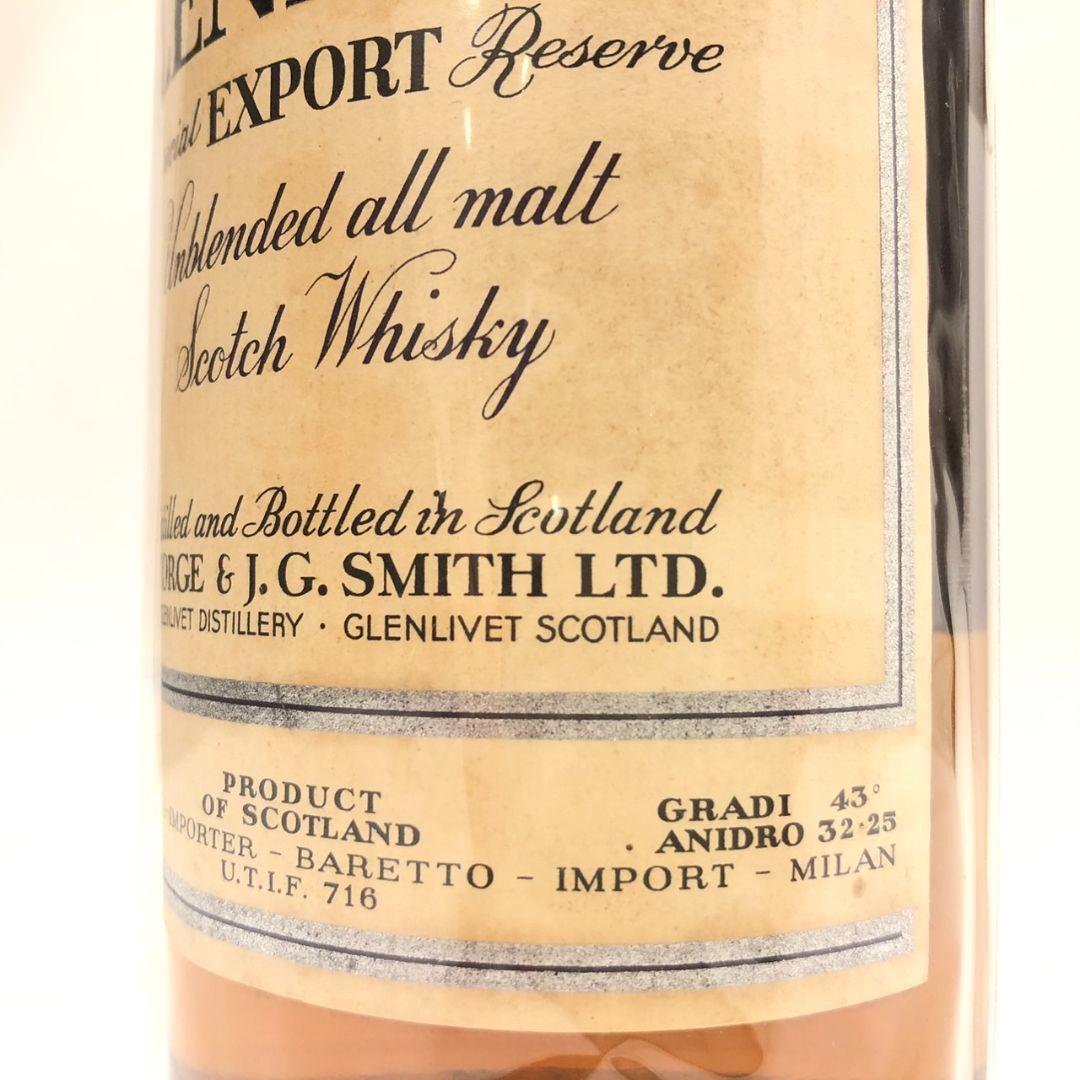 EXPORT Reserve
Unblended all malt
Scotch Whisky
and Bottled in Scotland
& J.G. SMITH LTD.
DISTILLERY · GLENLIVET SCOTLAND
PRODUCT
OF SCOTLAND
GRADI 43°
ANIDRO 32·25
IMPORTER - BARETTO - IMPORT - MILAN
U.T.I.F. 716